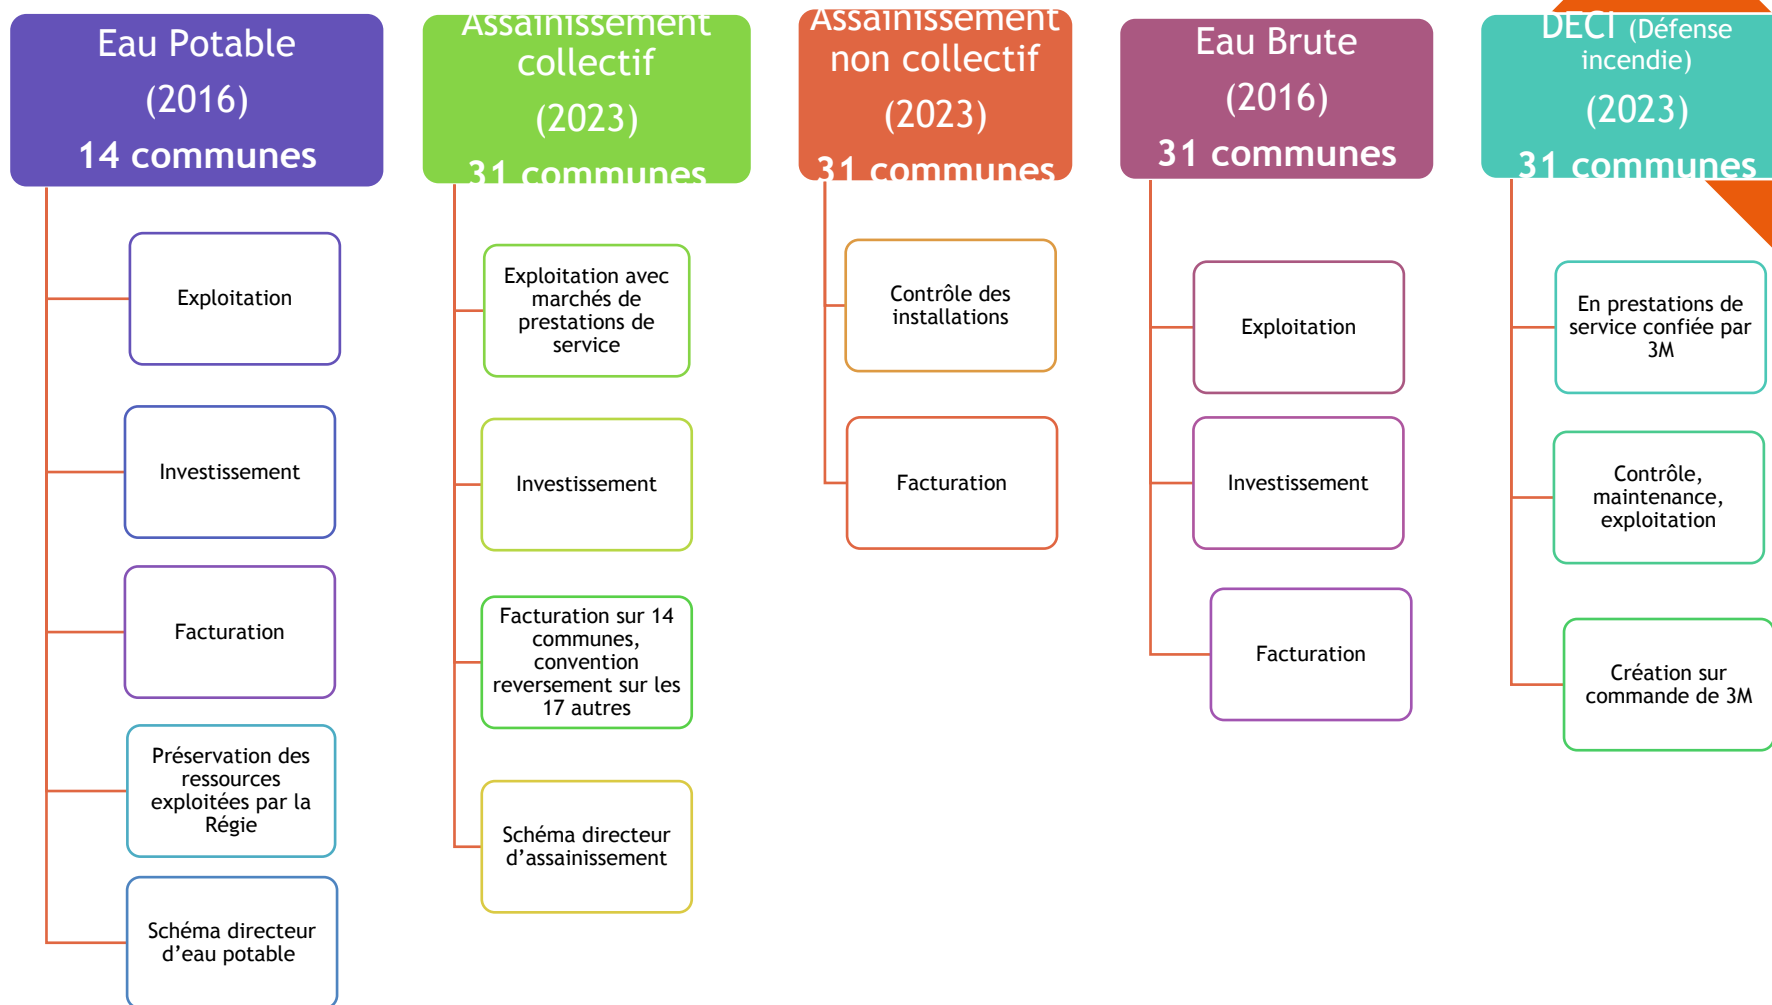 Eau Potable
(2016)
14 communes
Exploitation
Investissement
Facturation
Préservation des
ressources
exploitées par la
Régie
Schéma directeur
d’eau potable
Assainissement
collectif
(2023)
31 communes
Exploitation avec
marchés de
prestations de
service
Investissement
Facturation sur 14
communes,
convention
reversement sur les
17 autres
Schéma directeur
d’assainissement
Assainissement
non collectif
(2023)
31 communes
Contrôle des
installations
Facturation
Eau Brute
(2016)
31 communes
Exploitation
Investissement
Facturation
DECI (Défense
incendie)
(2023)
31 communes
En prestations de
service confiée par
3M
Contrôle,
maintenance,
exploitation
Création sur
commande de 3M